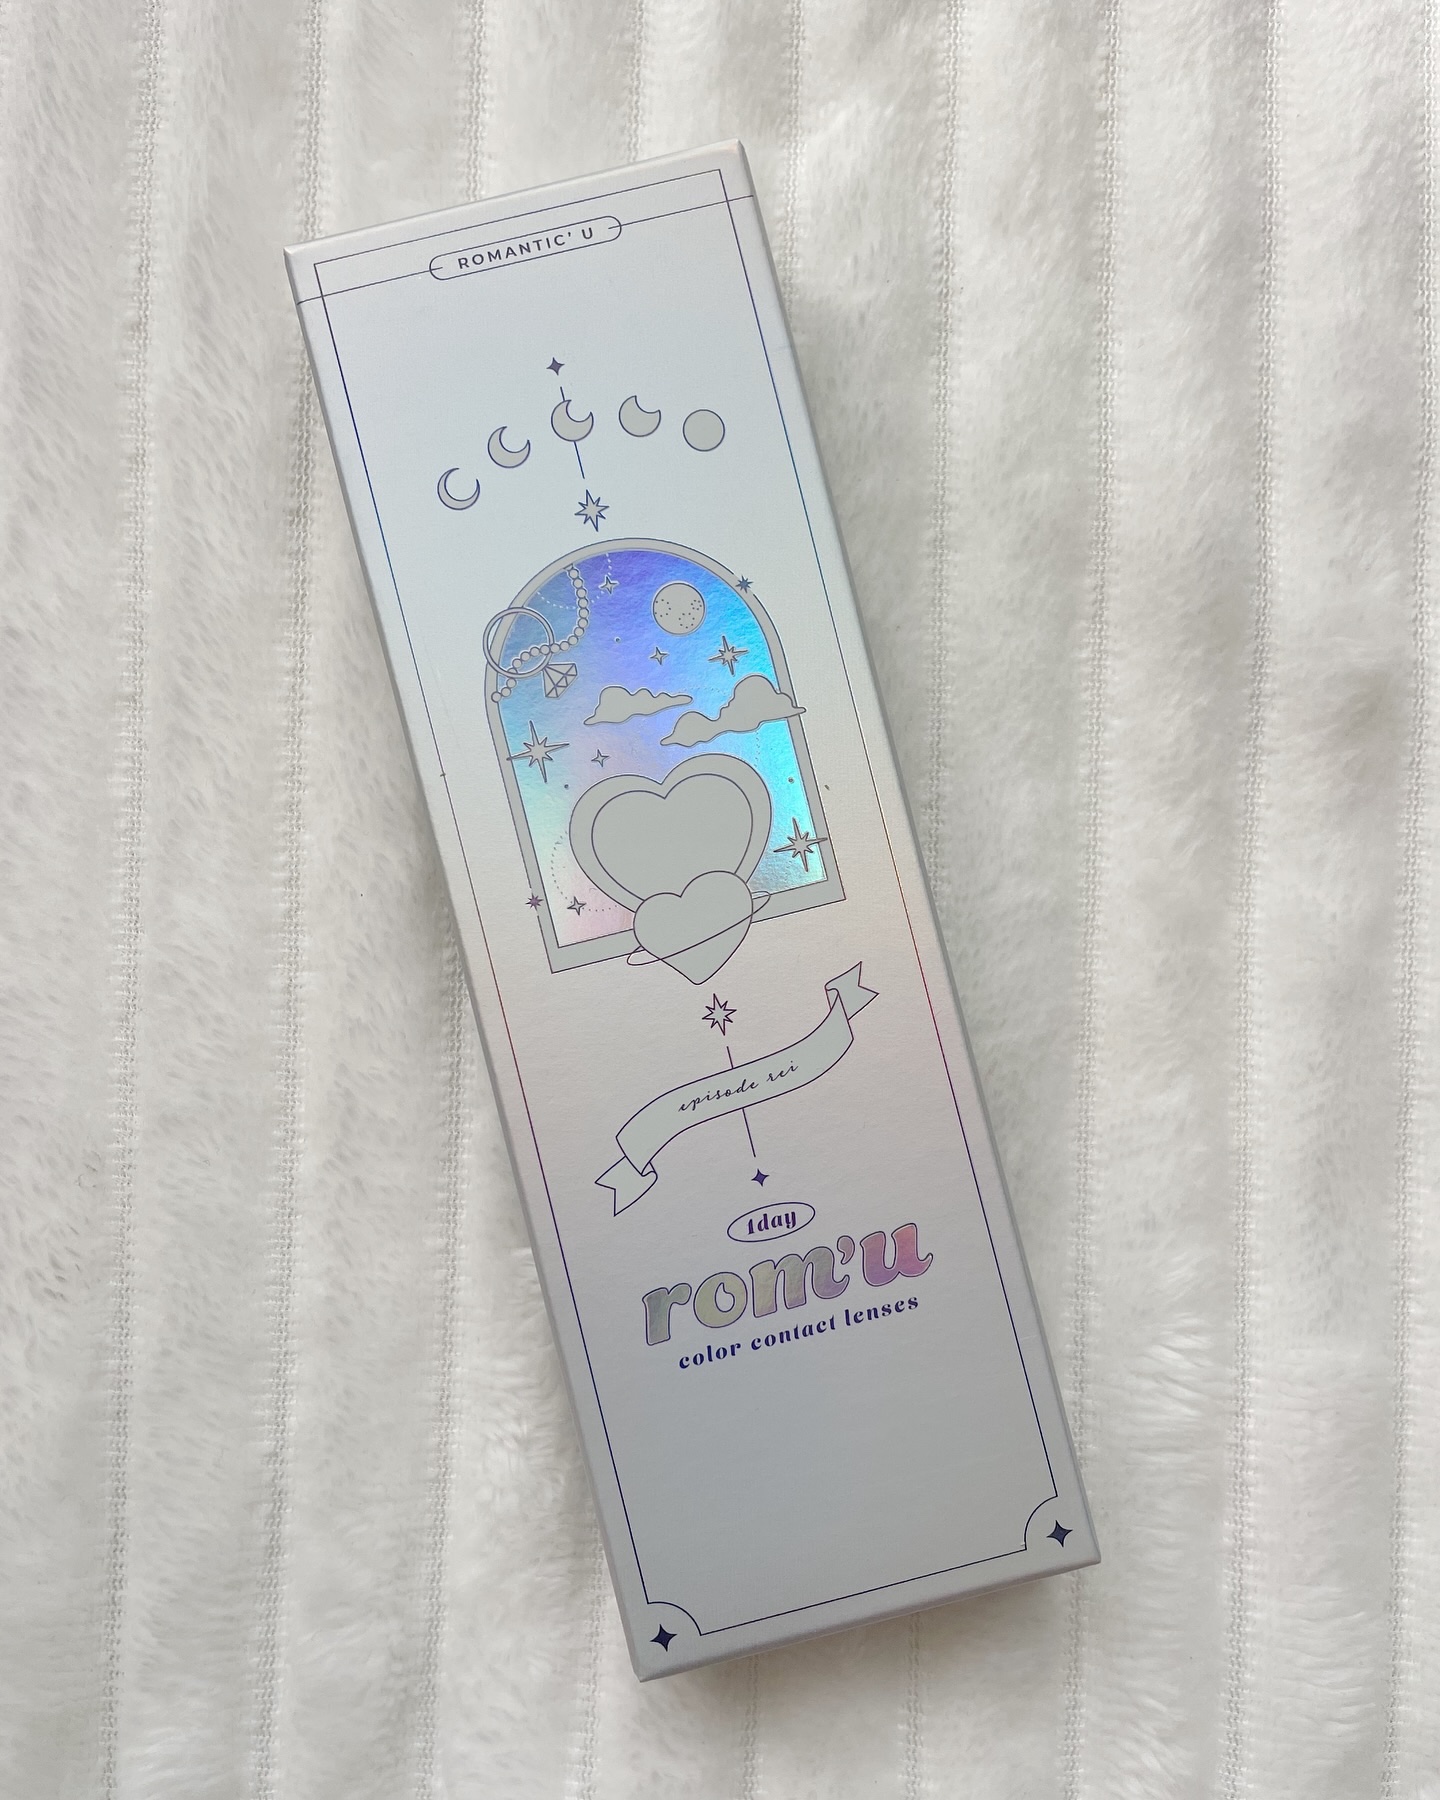 ROMANTIC' U
episode rei
1day
rom'u
color contact lenses